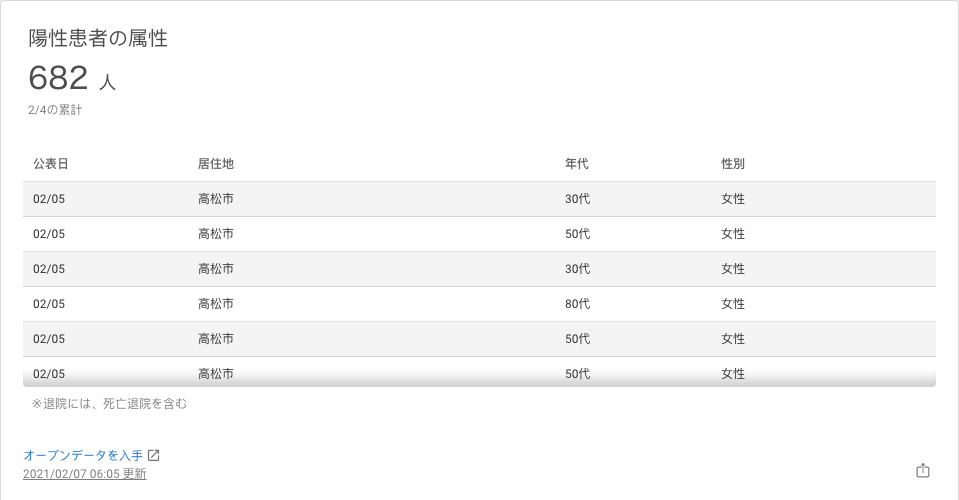 陽性患者の属性
682 人
2/4の累計
公表日 居住地 年代 性別
02/05 高松市 30代 女性
02/05 高松市 50代 女性
02/05 高松市 30代 女性
02/05 高松市 80代 女性
02/05 高松市 50代 女性
02/05 高松市 50代 女性
※退院には、死亡退院を含む
オープンデータを入手
2021/02/07 06:05 更新